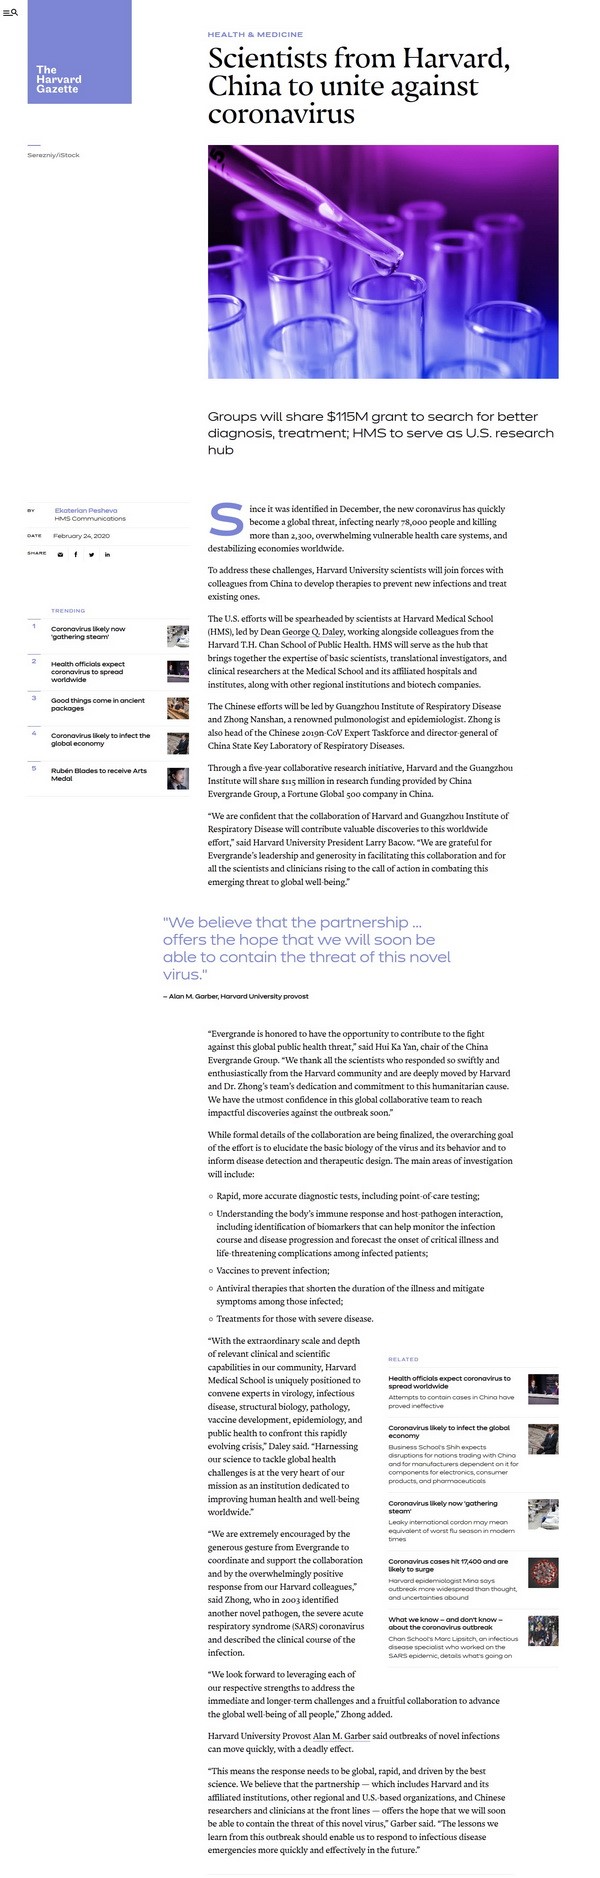 The
Harvard
Gazette
HEALTH & MEDICINE
Scientists from Harvard,
China to unite against
coronavirus
Serezniy/iStock
Groups will share $115M grant to search for better
diagnosis, treatment; HMS to serve as U.S. research
hub
BY Ekaterian Pesheva
HMS Communications
DATE February 24, 2020
SHARE
TRENDING
1 Coronavirus likely now
'gathering steam'
2 Health officials expect
coronavirus to spread
worldwide
3 Good things come in ancient
packages
4 Coronavirus likely to infect the
global economy
5 Rubén Blades to receive Arts
Medal
Since it was identified in December, the new coronavirus has quickly
become a global threat, infecting nearly 78,000 people and killing
more than 2,300, overwhelming vulnerable health care systems, and
destabilizing economies worldwide.
To address these challenges, Harvard University scientists will join forces with
colleagues from China to develop therapies to prevent new infections and treat
existing ones.
The U.S. efforts will be spearheaded by scientists at Harvard Medical School
(HMS), led by Dean George Q. Daley, working alongside colleagues from the
Harvard T.H. Chan School of Public Health. HMS will serve as the hub that
brings together the expertise of basic scientists, translational investigators, and
clinical researchers at the Medical School and its affiliated hospitals and
institutes, along with other regional institutions and biotech companies.
The Chinese efforts will be led by Guangzhou Institute of Respiratory Disease
and Zhong Nanshan, a renowned pulmonologist and epidemiologist. Zhong is
also head of the Chinese 2019n-CoV Expert Taskforce and director-general of
China State Key Laboratory of Respiratory Diseases.
Through a five-year collaborative research initiative, Harvard and the Guangzhou
Institute will share $115 million in research funding provided by China
Evergrande Group, a Fortune Global 500 company in China.
“We are confident that the collaboration of Harvard and Guangzhou Institute of
Respiratory Disease will contribute valuable discoveries to this worldwide
effort,” said Harvard University President Larry Bacow. “We are grateful for
Evergrande’s leadership and generosity in facilitating this collaboration and for
all the scientists and clinicians rising to the call of action in combating this
emerging threat to global well-being.”
"We believe that the partnership ...
offers the hope that we will soon be
able to contain the threat of this novel
virus."
— Alan M. Garber, Harvard University provost
“Evergrande is honored to have the opportunity to contribute to the fight
against this global public health threat,” said Hui Ka Yan, chair of the China
Evergrande Group. “We thank all the scientists who responded so swiftly and
enthusiastically from the Harvard community and are deeply moved by Harvard
and Dr. Zhong’s team’s dedication and commitment to this humanitarian cause.
We have the utmost confidence in this global collaborative team to reach
impactful discoveries against the outbreak soon.”
While formal details of the collaboration are being finalized, the overarching goal
of the effort is to elucidate the basic biology of the virus and its behavior and to
inform disease detection and therapeutic design. The main areas of investigation
will include:
Rapid, more accurate diagnostic tests, including point-of-care testing;
Understanding the body’s immune response and host-pathogen interaction,
including identification of biomarkers that can help monitor the infection
course and disease progression and forecast the onset of critical illness and
life-threatening complications among infected patients;
Vaccines to prevent infection;
Antiviral therapies that shorten the duration of the illness and mitigate
symptoms among those infected;
Treatments for those with severe disease.
“With the extraordinary scale and depth
of relevant clinical and scientific
capabilities in our community, Harvard
Medical School is uniquely positioned to
convene experts in virology, infectious
disease, structural biology, pathology,
vaccine development, epidemiology, and
public health to confront this rapidly
evolving crisis,” Daley said. “Harnessing
our science to tackle global health
challenges is at the very heart of our
mission as an institution dedicated to
improving human health and well-being
worldwide.”
“We are extremely encouraged by the
generous gesture from Evergrande to
coordinate and support the collaboration
and by the overwhelmingly positive
response from our Harvard colleagues,”
said Zhong, who in 2003 identified
another novel pathogen, the severe acute
respiratory syndrome (SARS) coronavirus
and described the clinical course of the
infection.
RELATED
Health officials expect coronavirus to
spread worldwide
Attempts to contain cases in China have
proved ineffective
Coronavirus likely to infect the global
economy
Business School's Shih expects
disruptions for nations trading with China
and for manufacturers dependent on it for
components for electronics, consumer
products, and pharmaceuticals
Coronavirus likely now 'gathering
steam'
Leaky international cordon may mean
equivalent of worst flu season in modern
times
Coronavirus cases hit 17,400 and are
likely to surge
Harvard epidemiologist Mina says
outbreak more widespread than thought,
and uncertainties abound
What we know — and don't know —
about the coronavirus outbreak
Chan School's Marc Lipsitch, an infectious
disease specialist who worked on the
SARS epidemic, details what's going on
“We look forward to leveraging each of
our respective strengths to address the
immediate and longer-term challenges and a fruitful collaboration to advance
the global well-being of all people,” Zhong added.
Harvard University Provost Alan M. Garber said outbreaks of novel infections
can move quickly, with a deadly effect.
“This means the response needs to be global, rapid, and driven by the best
science. We believe that the partnership — which includes Harvard and its
affiliated institutions, other regional and U.S.-based organizations, and Chinese
researchers and clinicians at the front lines — offers the hope that we will soon
be able to contain the threat of this novel virus,” Garber said. “The lessons we
learn from this outbreak should enable us to respond to infectious disease
emergencies more quickly and effectively in the future.”